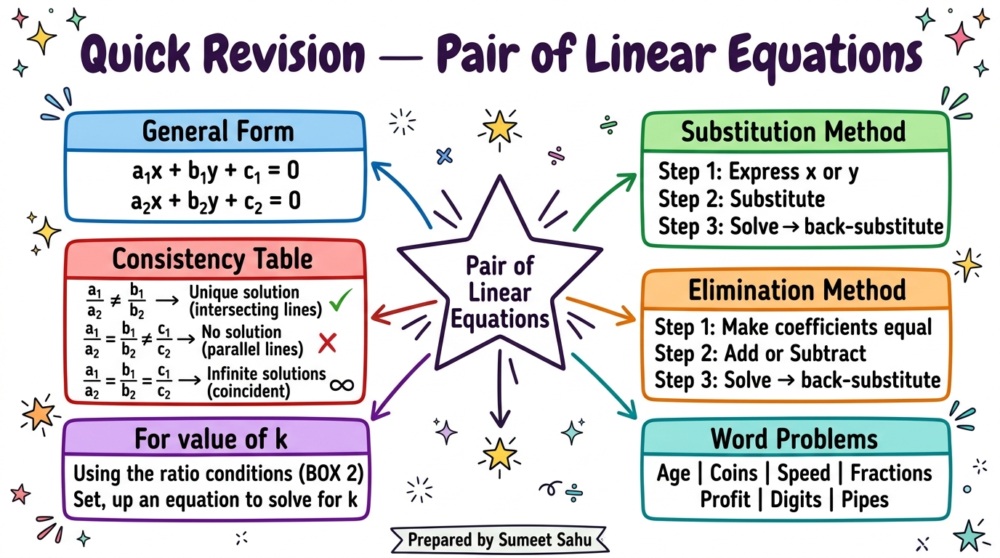 Quick Revision — Pair of Linear Equations
General Form
a₁x + b₁y + c₁ = 0
a₂x + b₂y + c₂ = 0
Consistency Table
a₁/a₂ ≠ b₁/b₂ → Unique solution
(intersecting lines) ✓
a₁/a₂ = b₁/b₂ ≠ c₁/c₂ → No solution
(parallel lines) ✗
a₁/a₂ = b₁/b₂ = c₁/c₂ → Infinite solutions
(coincident) ∞
For value of k
Using the ratio conditions (BOX 2)
Set, up an equation to solve for k
Pair of
Linear
Equations
Substitution Method
Step 1: Express x or y
Step 2: Substitute
Step 3: Solve → back-substitute
Elimination Method
Step 1: Make coefficients equal
Step 2: Add or Subtract
Step 3: Solve → back-substitute
Word Problems
Age | Coins | Speed | Fractions
Profit | Digits | Pipes
Prepared by Sumeet Sahu